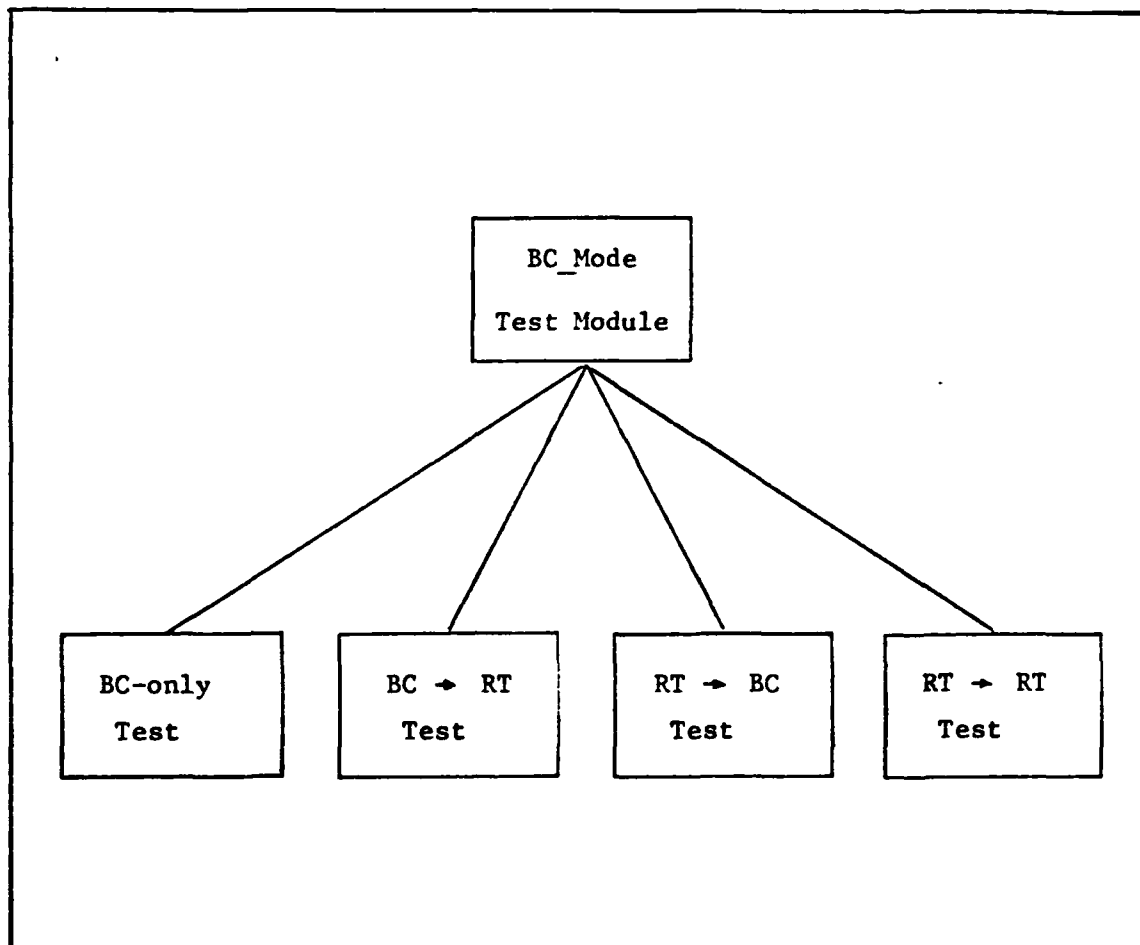 BC_Mode
Test Module
BC-only
Test
BC → RT
Test
RT → BC
Test
RT → RT
Test